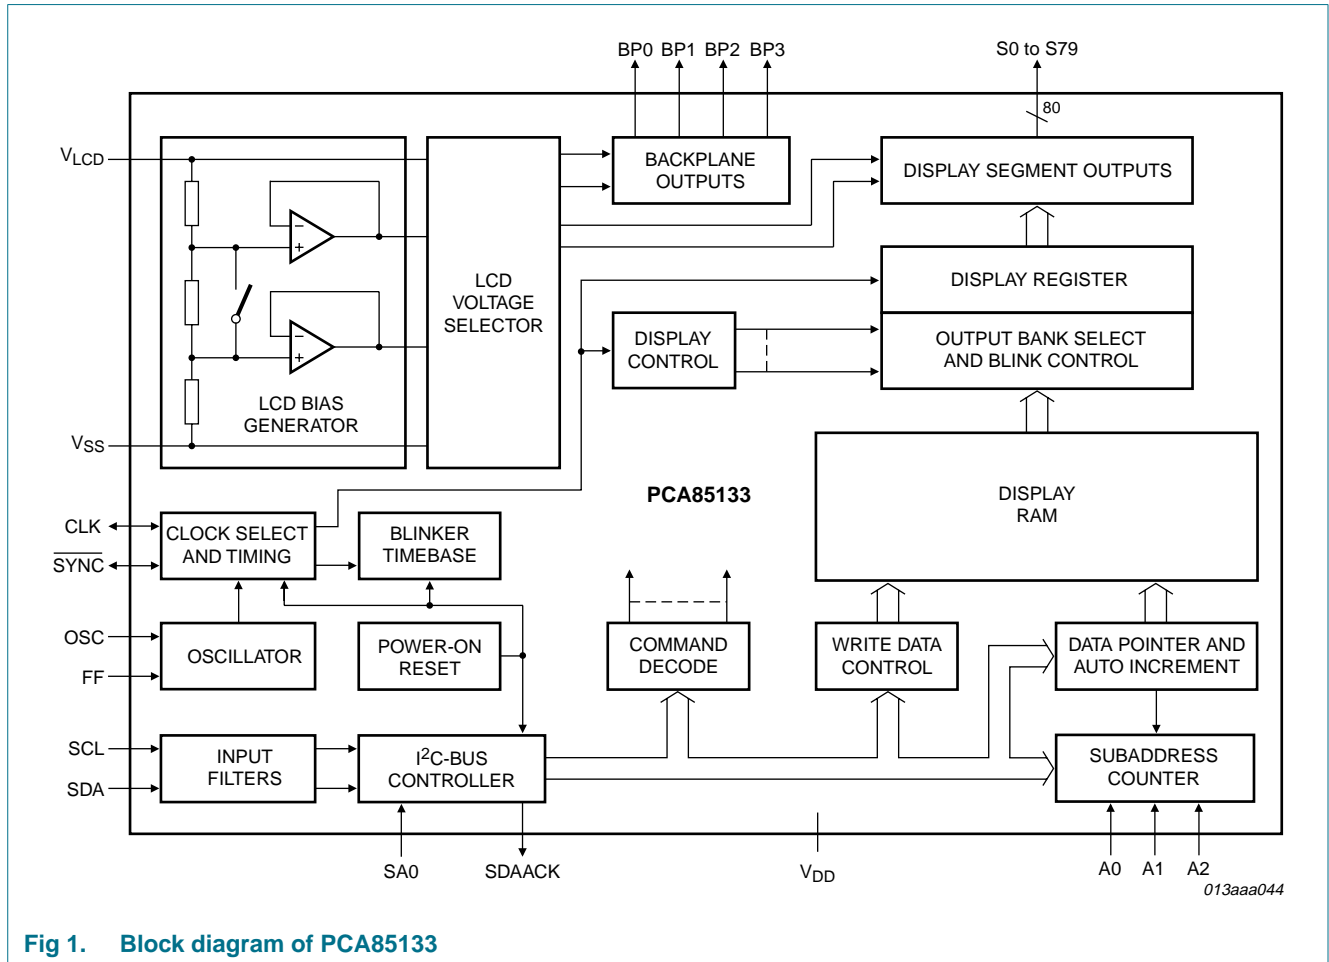 BP0 BP1 BP2 BP3
S0 to S79
80
VLCD
BACKPLANE
OUTPUTS
DISPLAY SEGMENT OUTPUTS
−
+
−
+
LCD
VOLTAGE
SELECTOR
DISPLAY REGISTER
DISPLAY
CONTROL
OUTPUT BANK SELECT
AND BLINK CONTROL
LCD BIAS
GENERATOR
VSS
PCA85133
DISPLAY
RAM
CLK
SYNC
CLOCK SELECT
AND TIMING
BLINKER
TIMEBASE
OSC
FF
OSCILLATOR
POWER-ON
RESET
COMMAND
DECODE
WRITE DATA
CONTROL
DATA POINTER AND
AUTO INCREMENT
SCL
SDA
INPUT
FILTERS
I2C-BUS
CONTROLLER
SUBADDRESS
COUNTER
SA0
SDAACK
VDD
A0 A1 A2
013aaa044
Fig 1. Block diagram of PCA85133